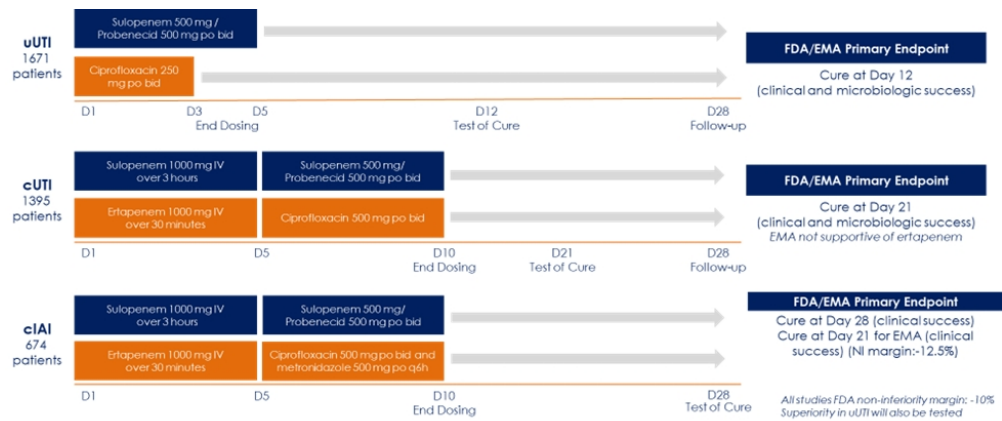 uUTI
1671
patients
Sulopenem 500 mg /
Probenecid 500 mg po bid
Ciprofloxacin 250
mg po bid
D1
D3
D5
D12
D28
End Dosing
Test of Cure
Follow-up
FDA/EMA Primary Endpoint
Cure at Day 12
(clinical and microbiologic success)
cUTI
1395
patients
Sulopenem 1000 mg IV
over 3 hours
Sulopenem 500 mg/
Probenecid 500 mg po bid
Ertapenem 1000 mg IV
over 30 minutes
Ciprofloxacin 500 mg po bid
D1
D5
D10
D21
D28
End Dosing
Test of Cure
Follow-up
FDA/EMA Primary Endpoint
Cure at Day 21
(clinical and microbiologic success)
EMA not supportive of ertapenem
cIAI
674
patients
Sulopenem 1000 mg IV
over 3 hours
Sulopenem 500 mg/
Probenecid 500 mg po bid
Ertapenem 1000 mg IV
over 30 minutes
Ciprofloxacin 500 mg po bid and
metronidazole 500 mg po q6h
D1
D5
D10
D28
End Dosing
Test of Cure
FDA/EMA Primary Endpoint
Cure at Day 28 (clinical success)
Cure at Day 21 for EMA (clinical
success) (NI margin:-12.5%)
All studies FDA non-inferiority margin: -10%
Superiority in uUTI will also be tested